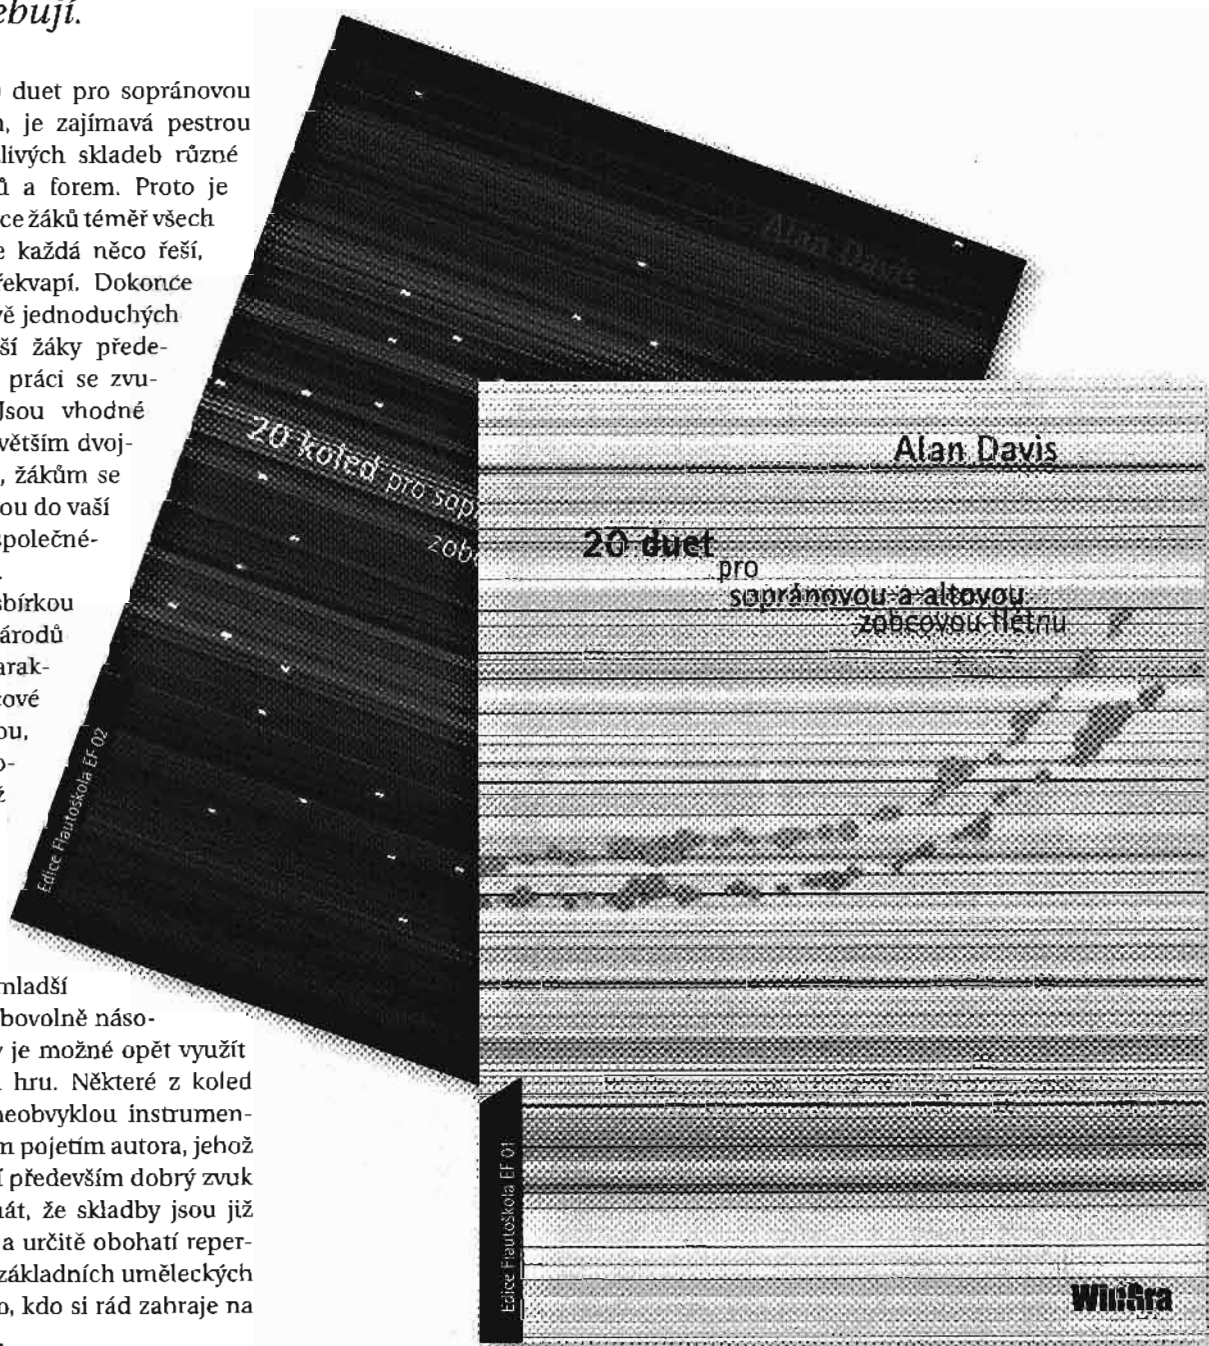 ebují.
duet pro sopránovou
, je zajímavá pestrou
livých skladeb různé
ů a forem. Proto je
ce žáků téměř všech
e každá něco řeší,
řekvapí. Dokonce
vě jednoduchých
ší žáky přede-
práci se zvu-
Jsou vhodné
větším dvoj-
, žákům se
ou do vaší
společné-
.
sbírkou
árodů
arak-
cové
ou,
o-
ž
mladší
bovolně náso-
y je možné opět využít
hru. Některé z koled
neobvyklou instrumen-
m pojetím autora, jehož
í především dobrý zvuk
nát, že skladby jsou již
a určitě obohatí reper-
základních uměleckých
o, kdo si rád zahraje na
Alan Davis
20 koled pro sop
zob
Edice Flautoškola EF 02
Alan Davis
20 duet
pro
sopránovou a altovou
zobcovou flétnu
Edice Flautoškola EF 01
WinGra